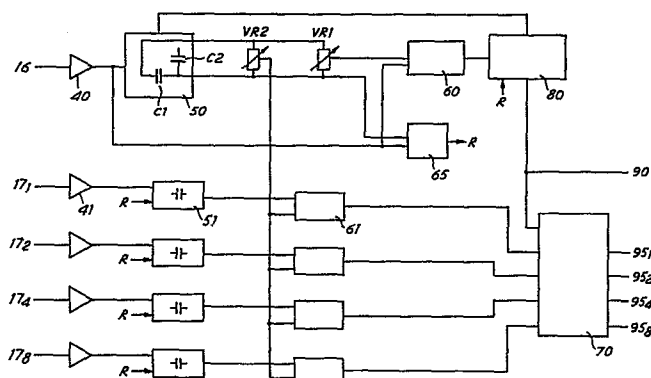 VR2 VR1
16 C2
40 C1 50 60 80
R
65 R
90
17₁
41 R 51 61
17₂ 95₁
R 95₂
17₄ 95₄
R 95₈
17₈ 70
R